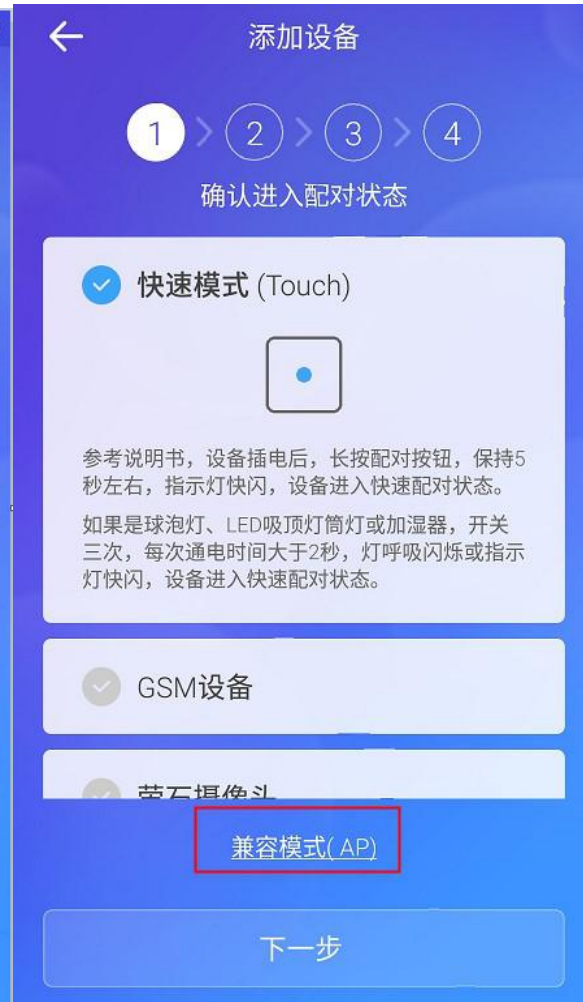 添加设备
1 > 2 > 3 > 4
确认进入配对状态
快速模式 (Touch)
参考说明书，设备插电后，长按配对按钮，保持5
秒左右，指示灯快闪，设备进入快速配对状态。
如果是球泡灯、LED吸顶灯筒灯或加湿器，开关
三次，每次通电时间大于2秒，灯呼吸闪烁或指示
灯快闪，设备进入快速配对状态。
GSM设备
萤石摄像头
兼容模式( AP)
下一步